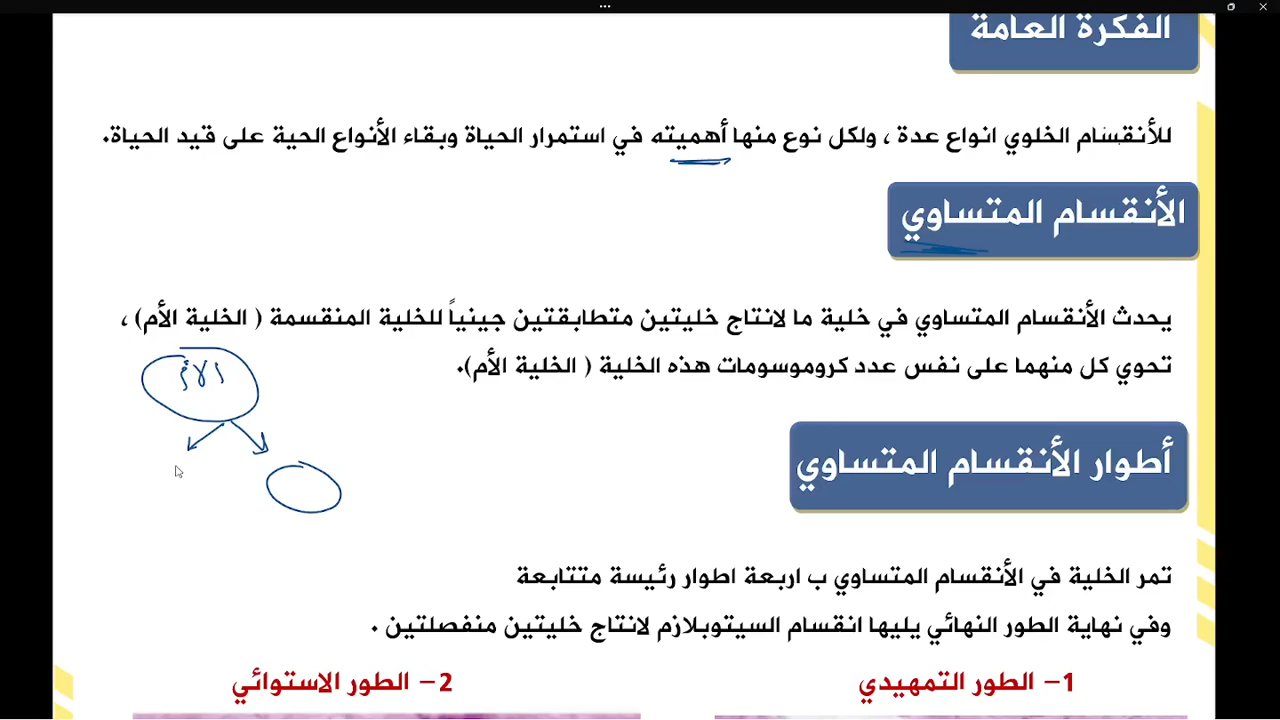 الفكرة العامة
للأنقسام الخلوي انواع عدة ، ولكل نوع منها أهميته في استمرار الحياة وبقاء الأنواع الحية على قيد الحياة.
الأنقسام المتساوي
يحدث الأنقسام المتساوي في خلية ما لانتاج خليتين متطابقتين جينياً للخلية المنقسمة ( الخلية الأم) ،
تحوي كل منهما على نفس عدد كروموسومات هذه الخلية ( الخلية الأم).
الأم
أطوار الأنقسام المتساوي
تمر الخلية في الأنقسام المتساوي ب اربعة اطوار رئيسة متتابعة
وفي نهاية الطور النهائي يليها انقسام السيتوبلازم لانتاج خليتين منفصلتين .
1– الطور التمهيدي
2– الطور الاستوائي